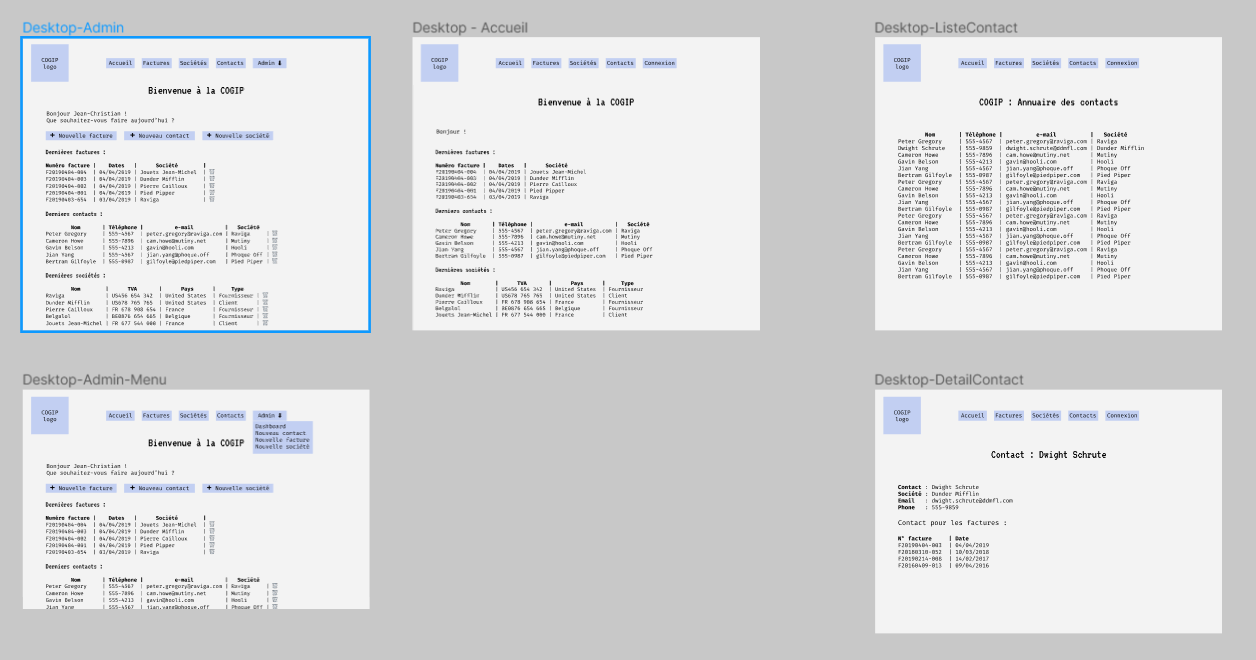 Desktop-Admin
COGIP
logo
Accueil Factures Sociétés Contacts Admin ⬇
Bienvenue à la COGIP
Bonjour Jean-Christian !
Que souhaitez-vous faire aujourd'hui ?
+ Nouvelle facture + Nouveau contact + Nouvelle société
Dernières factures :
Numéro facture | Dates | Société |
F20190404-004 | 04/04/2019 | Jouets Jean-Michel |
F20190404-003 | 04/04/2019 | Dunder Mifflin |
F20190404-002 | 04/04/2019 | Pierre Cailloux |
F20190404-001 | 04/04/2019 | Pied Pipper |
F20190403-654 | 03/04/2019 | Raviga |
Derniers contacts :
Nom | Téléphone | e-mail | Société
Peter Gregory | 555-4567 | peter.gregory@raviga.com | Raviga |
Cameron Howe | 555-7896 | cam.howe@mutiny.net | Mutiny |
Gavin Belson | 555-4213 | gavin@hooli.com | Hooli |
Jian Yang | 555-4567 | jian.yang@phoque.off | Phoque Off |
Bertram Gilfoyle | 555-0987 | gilfoyle@piedpiper.com | Pied Piper |
Dernières sociétés :
Nom | TVA | Pays | Type
Raviga | US456 654 342 | United States | Fournisseur |
Dunder Mifflin | US678 765 765 | United States | Client |
Pierre Cailloux | FR 678 908 654 | France | Fournisseur |
Belgalol | BE0876 654 665 | Belgique | Fournisseur |
Jouets Jean-Michel | FR 677 544 000 | France | Client |
Desktop - Accueil
COGIP
logo
Accueil Factures Sociétés Contacts Connexion
Bienvenue à la COGIP
Bonjour !
Dernières factures :
Numéro facture | Dates | Société
F20190404-004 | 04/04/2019 | Jouets Jean-Michel
F20190404-003 | 04/04/2019 | Dunder Mifflin
F20190404-002 | 04/04/2019 | Pierre Cailloux
F20190404-001 | 04/04/2019 | Pied Pipper
F20190403-654 | 03/04/2019 | Raviga
Derniers contacts :
Nom | Téléphone | e-mail | Société
Peter Gregory | 555-4567 | peter.gregory@raviga.com | Raviga
Cameron Howe | 555-7896 | cam.howe@mutiny.net | Mutiny
Gavin Belson | 555-4213 | gavin@hooli.com | Hooli
Jian Yang | 555-4567 | jian.yang@phoque.off | Phoque Off
Bertram Gilfoyle | 555-0987 | gilfoyle@piedpiper.com | Pied Piper
Dernières sociétés :
Nom | TVA | Pays | Type
Raviga | US456 654 342 | United States | Fournisseur
Dunder Mifflin | US678 765 765 | United States | Client
Pierre Cailloux | FR 678 908 654 | France | Fournisseur
Belgalol | BE0876 654 665 | Belgique | Fournisseur
Jouets Jean-Michel | FR 677 544 000 | France | Client
Desktop-ListeContact
COGIP
logo
Accueil Factures Sociétés Contacts Connexion
COGIP : Annuaire des contacts
Nom | Téléphone | e-mail | Société
Peter Gregory | 555-4567 | peter.gregory@raviga.com | Raviga
Dwight Schrute | 555-9859 | dwight.schrute@ddmfl.com | Dunder Mifflin
Cameron Howe | 555-7896 | cam.howe@mutiny.net | Mutiny
Gavin Belson | 555-4213 | gavin@hooli.com | Hooli
Jian Yang | 555-4567 | jian.yang@phoque.off | Phoque Off
Bertram Gilfoyle | 555-0987 | gilfoyle@piedpiper.com | Pied Piper
Peter Gregory | 555-4567 | peter.gregory@raviga.com | Raviga
Cameron Howe | 555-7896 | cam.howe@mutiny.net | Mutiny
Gavin Belson | 555-4213 | gavin@hooli.com | Hooli
Jian Yang | 555-4567 | jian.yang@phoque.off | Phoque Off
Bertram Gilfoyle | 555-0987 | gilfoyle@piedpiper.com | Pied Piper
Peter Gregory | 555-4567 | peter.gregory@raviga.com | Raviga
Cameron Howe | 555-7896 | cam.howe@mutiny.net | Mutiny
Gavin Belson | 555-4213 | gavin@hooli.com | Hooli
Jian Yang | 555-4567 | jian.yang@phoque.off | Phoque Off
Bertram Gilfoyle | 555-0987 | gilfoyle@piedpiper.com | Pied Piper
Cameron Howe | 555-7896 | cam.howe@mutiny.net | Mutiny
Gavin Belson | 555-4213 | gavin@hooli.com | Hooli
Jian Yang | 555-4567 | jian.yang@phoque.off | Phoque Off
Bertram Gilfoyle | 555-0987 | gilfoyle@piedpiper.com | Pied Piper
Desktop-Admin-Menu
COGIP
logo
Accueil Factures Sociétés Contacts Admin ⬇
Dashboard
Nouveau contact
Nouvelle facture
Nouvelle société
Bienvenue à la COGIP
Bonjour Jean-Christian !
Que souhaitez-vous faire aujourd'hui ?
+ Nouvelle facture + Nouveau contact + Nouvelle société
Dernières factures :
Numéro facture | Dates | Société |
F20190404-004 | 04/04/2019 | Jouets Jean-Michel |
F20190404-003 | 04/04/2019 | Dunder Mifflin |
F20190404-002 | 04/04/2019 | Pierre Cailloux |
F20190404-001 | 04/04/2019 | Pied Pipper |
F20190403-654 | 03/04/2019 | Raviga |
Derniers contacts :
Nom | Téléphone | e-mail | Société
Peter Gregory | 555-4567 | peter.gregory@raviga.com | Raviga |
Cameron Howe | 555-7896 | cam.howe@mutiny.net | Mutiny |
Gavin Belson | 555-4213 | gavin@hooli.com | Hooli |
Jian Yang | 555-4567 | jian.yang@phoque.off | Phoque Off |
Desktop-DetailContact
COGIP
logo
Accueil Factures Sociétés Contacts Connexion
Contact : Dwight Schrute
Contact : Dwight Schrute
Société : Dunder Mifflin
Email : dwight.schrute@ddmfl.com
Phone : 555-9859
Contact pour les factures :
N° facture | Date
F20190404-003 | 04/04/2019
F20180310-052 | 10/03/2018
F20190214-008 | 14/02/2017
F20160409-013 | 09/04/2016